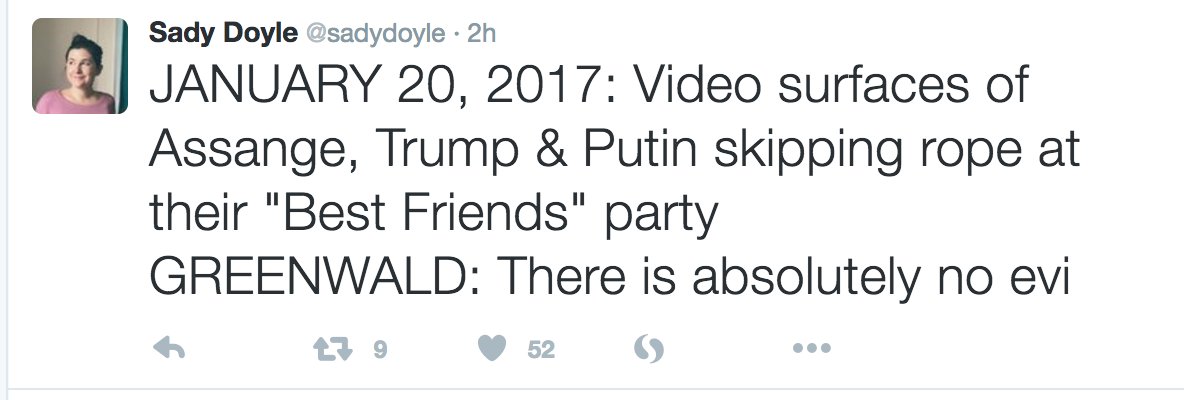 Sady Doyle @sadydoyle · 2h
JANUARY 20, 2017: Video surfaces of
Assange, Trump & Putin skipping rope at
their "Best Friends" party
GREENWALD: There is absolutely no evi
9 52